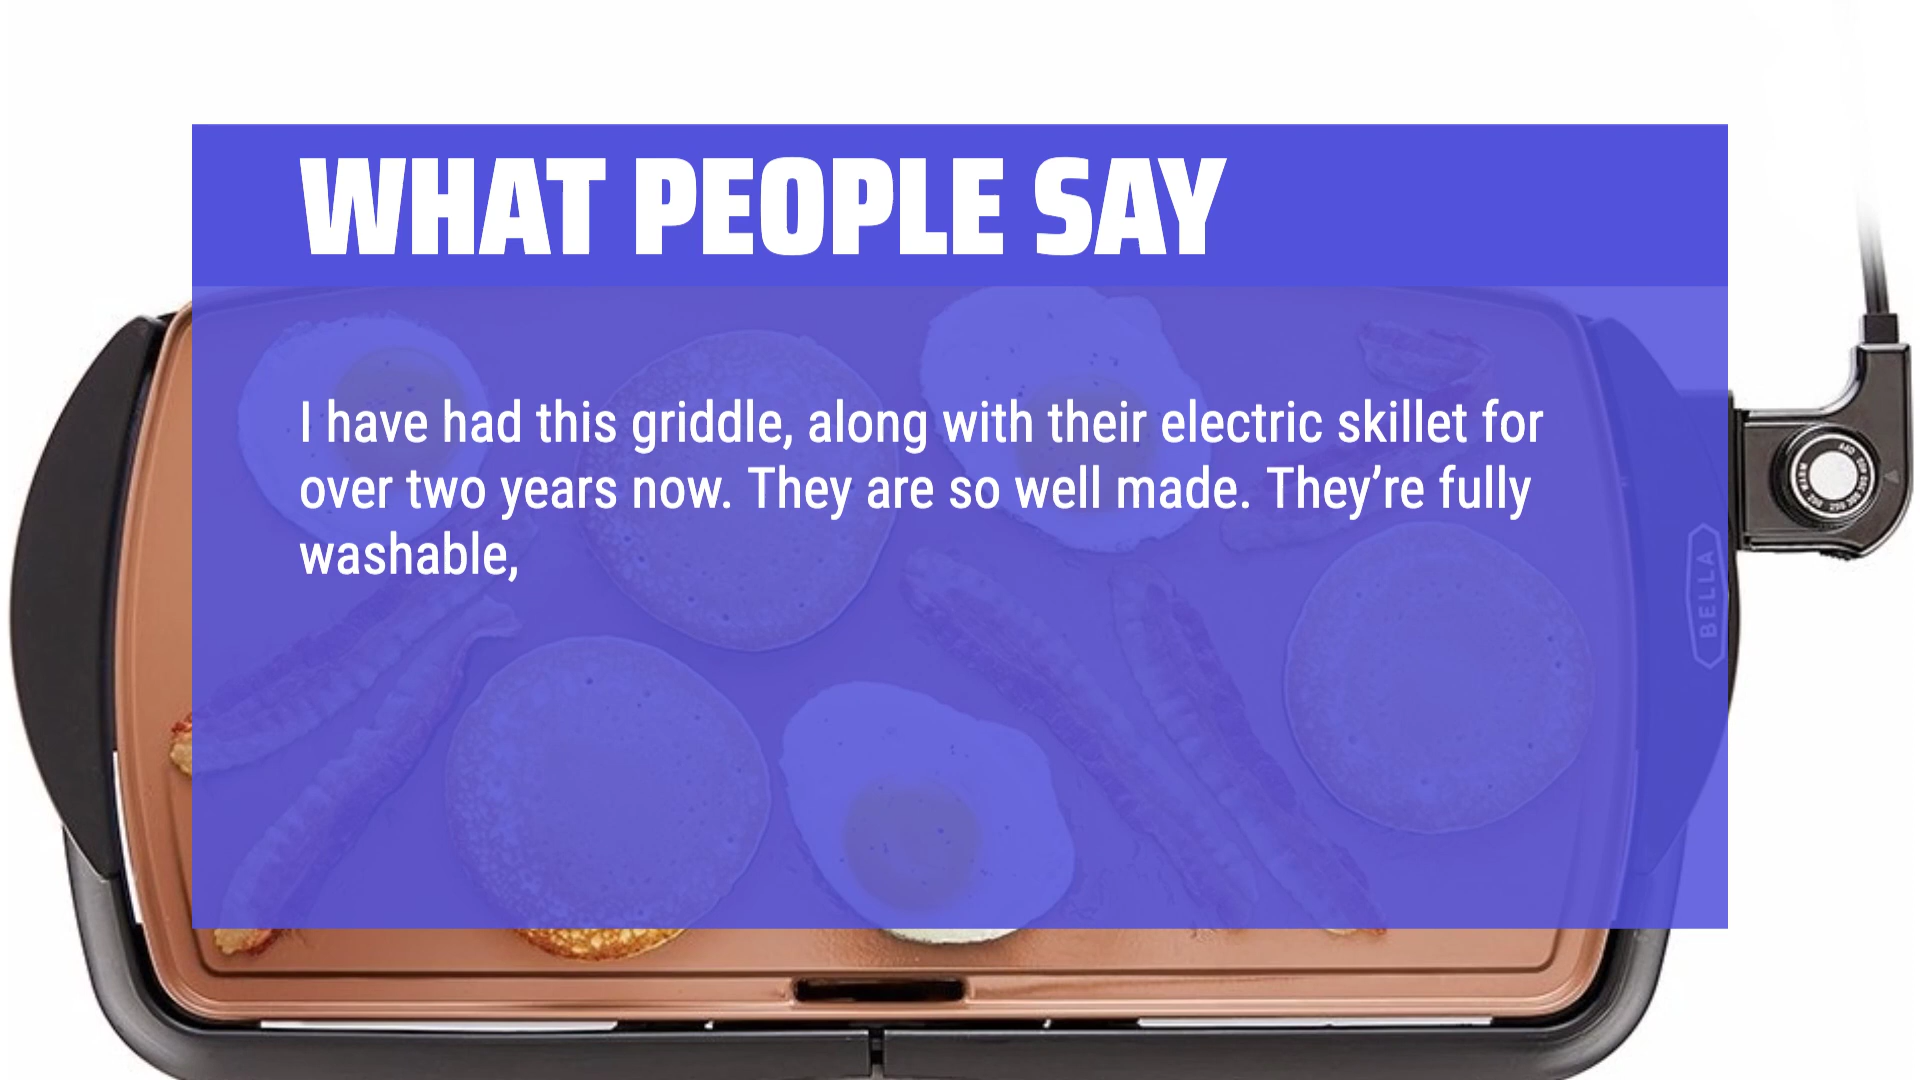 WHAT PEOPLE SAY
I have had this griddle, along with their electric skillet for
over two years now. They are so well made. They’re fully
washable,
BELLA